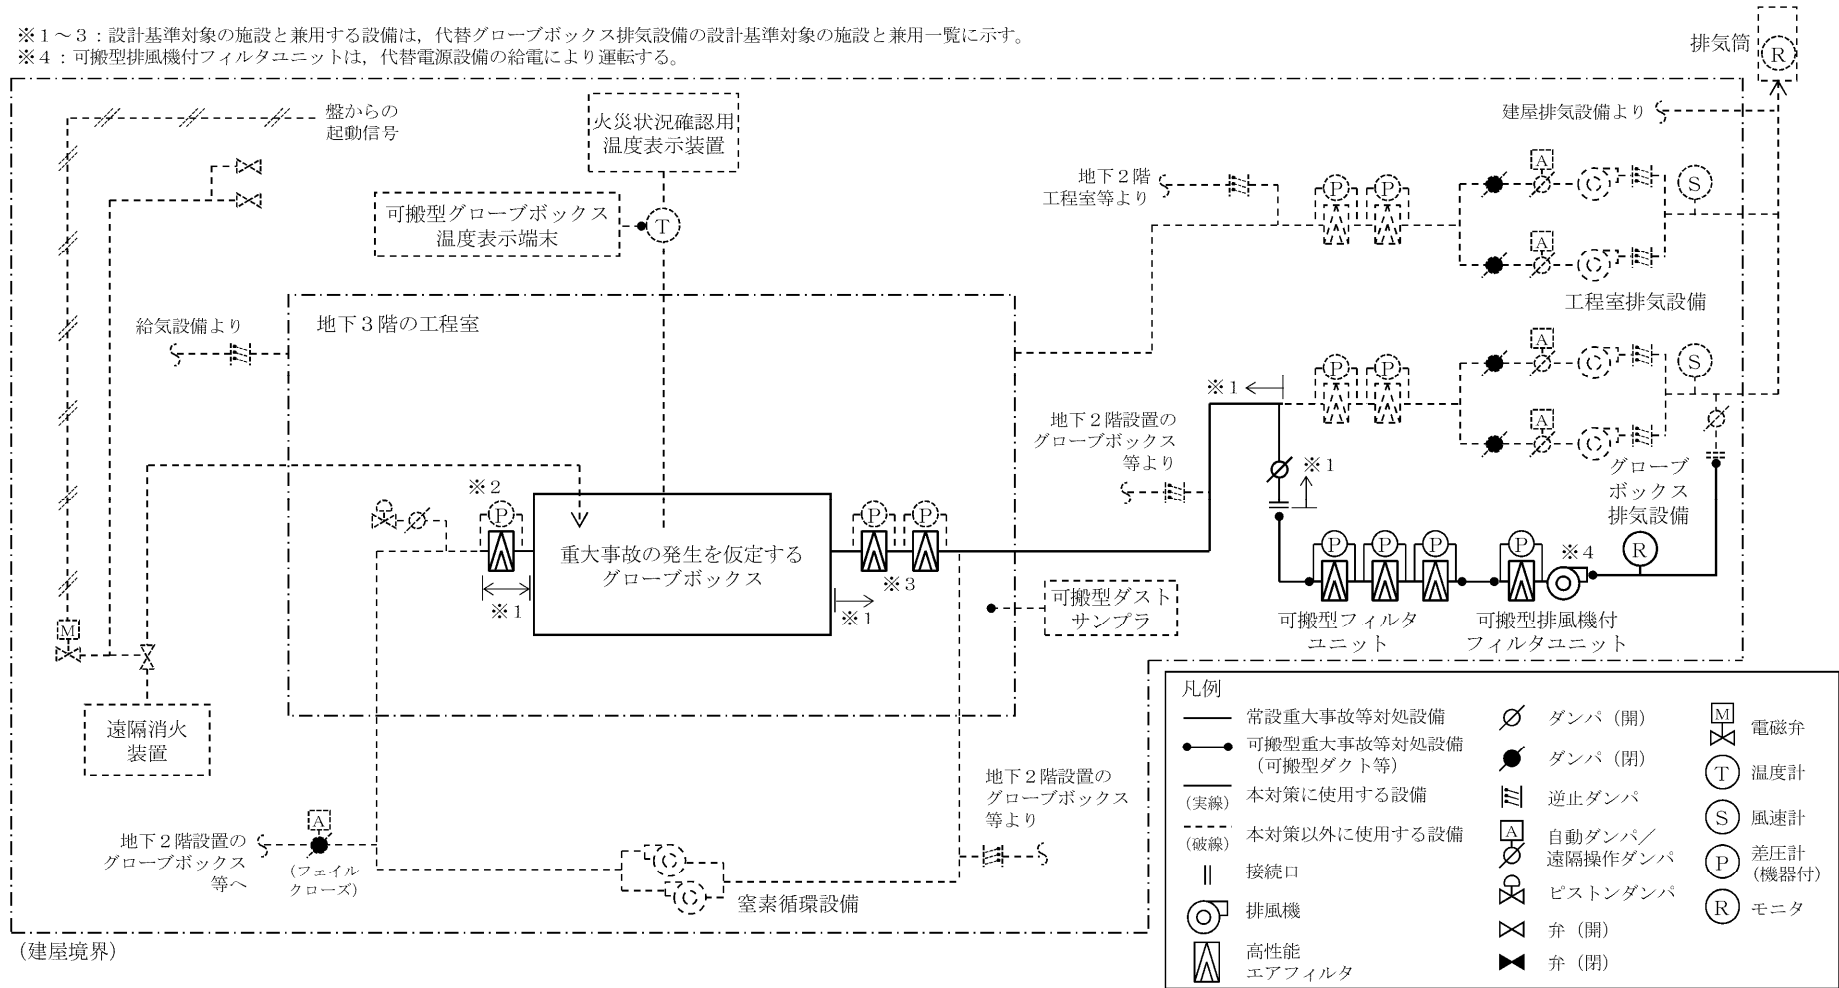 ※1~3:設計基準対象の施設と兼用する設備は,代替グローブボックス排気設備の設計基準対象の施設と兼用一覧に示す。
※4:可搬型排風機付フィルタユニットは,代替電源設備の給電により運転する。
排気筒
R
盤からの
起動信号
火災状況確認用
温度表示装置
建屋排気設備より
可搬型グローブボックス
温度表示端末
T
地下2階
工程室等より
P
P
A
S
A
工程室排気設備
給気設備より
地下3階の工程室
※1
P
P
A
S
A
地下2階設置の
グローブボックス
等より
※1
グローブ
ボックス
排気設備
※2
P
重大事故の発生を仮定する
グローブボックス
P
P
※3
※1
※1
P
P
P
P
※4
R
可搬型ダスト
サンプラ
可搬型フィルタ
ユニット
可搬型排風機付
フィルタユニット
M
遠隔消火
装置
地下2階設置の
グローブボックス
等へ
A
(フェイル
クローズ)
窒素循環設備
地下2階設置の
グローブボックス
等より
(建屋境界)
凡例
常設重大事故等対処設備
可搬型重大事故等対処設備
(可搬型ダクト等)
(実線)
本対策に使用する設備
(破線)
本対策以外に使用する設備
接続口
排風機
高性能
エアフィルタ
ダンパ(開)
ダンパ(閉)
逆止ダンパ
A
自動ダンパ/
遠隔操作ダンパ
ピストンダンパ
弁(開)
弁(閉)
M
電磁弁
T
温度計
S
風速計
P
差圧計
(機器付)
R
モニタ